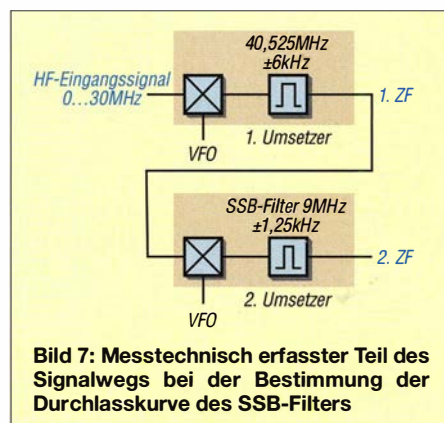 40,525MHz
±6kHz
HF-Eingangssignal
0...30MHz
1. ZF
VFO
1. Umsetzer
SSB-Filter 9MHz
±1,25kHz
2. ZF
VFO
2. Umsetzer
Bild 7: Messtechnisch erfasster Teil des
Signalwegs bei der Bestimmung der
Durchlasskurve des SSB-Filters